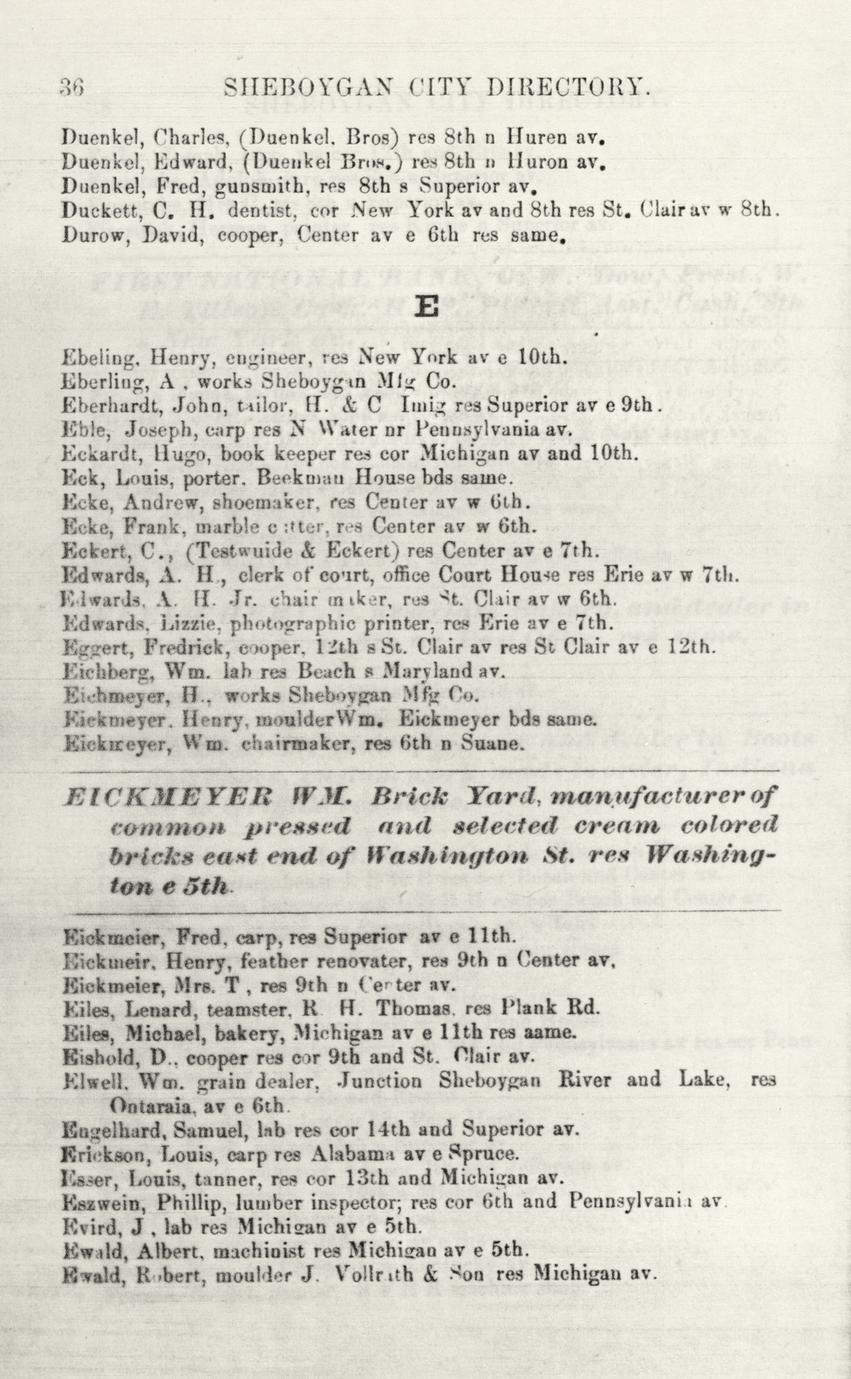 36 SHEBOYGAN CITY DIRECTORY.
Duenkel, Charles, (Duenkel. Bros) res 8th n Huren av.
Duenkel, Edward, (Duenkel Bros.) res 8th n Huron av.
Duenkel, Fred, gunsmith, res 8th s Superior av.
Duckett, C. H. dentist, cor New York av and 8th res St. Clair av w 8th.
Durow, David, cooper, Center av e 6th res same.
E
Ebeling, Henry, engineer, res New York av e 10th.
Eberling, A , works Sheboygan Mfg Co.
Eberhardt, John, tailor, H. & C Imig res Superior av e 9th.
Eble, Joseph, carp res N Water nr Pennsylvania av.
Eckardt, Hugo, book keeper res cor Michigan av and 10th.
Eck, Louis, porter. Beekman House bds same.
Ecke, Andrew, shoemaker, res Center av w 6th.
Ecke, Frank, marble cutter, res Center av w 6th.
Eckert, C., (Testwuide & Eckert) res Center av e 7th.
Edwards, A. H., clerk of court, office Court House res Erie av w 7th.
Edwards, A. H. Jr. chair maker, res St. Clair av w 6th.
Edwards, Lizzie, photographic printer, res Erie av e 7th.
Eggert, Fredrick, cooper, 12th s St. Clair av res St Clair av e 12th.
Eichberg, Wm. lab res Beach s Maryland av.
Eichmeyer, H., works Sheboygan Mfg Co.
Eickmeyer, Henry, moulder Wm. Eickmeyer bds same.
Eickmeyer, Wm. chairmaker, res 6th n Suane.
EICKMEYER WM. Brick Yard, manufacturer of
common pressed and selected cream colored
bricks east end of Washington St. res Washing-
ton e 5th.
Eickmeier, Fred, carp, res Superior av e 11th.
Eickmeir, Henry, feather renovater, res 9th n Center av,
Eickmeier, Mrs. T , res 9th n Center av.
Eiles, Lenard, teamster, R H. Thomas. res Plank Rd.
Eiles, Michael, bakery, Michigan av e 11th res aame.
Eishold, D., cooper res cor 9th and St. Clair av.
Elwell, Wm. grain dealer, Junction Sheboygan River and Lake, res
Ontaraia, av e 6th.
Engelhard, Samuel, lab res cor 14th and Superior av.
Erickson, Louis, carp res Alabama av e Spruce.
Esser, Louis, tanner, res cor 13th and Michigan av.
Eszwein, Phillip, lumber inspector; res cor 6th and Pennsylvania av.
Evird, J , lab res Michigan av e 5th.
Ewald, Albert, machinist res Michigan av e 5th.
Ewald, Robert, moulder J. Vollrath & Son res Michigan av.